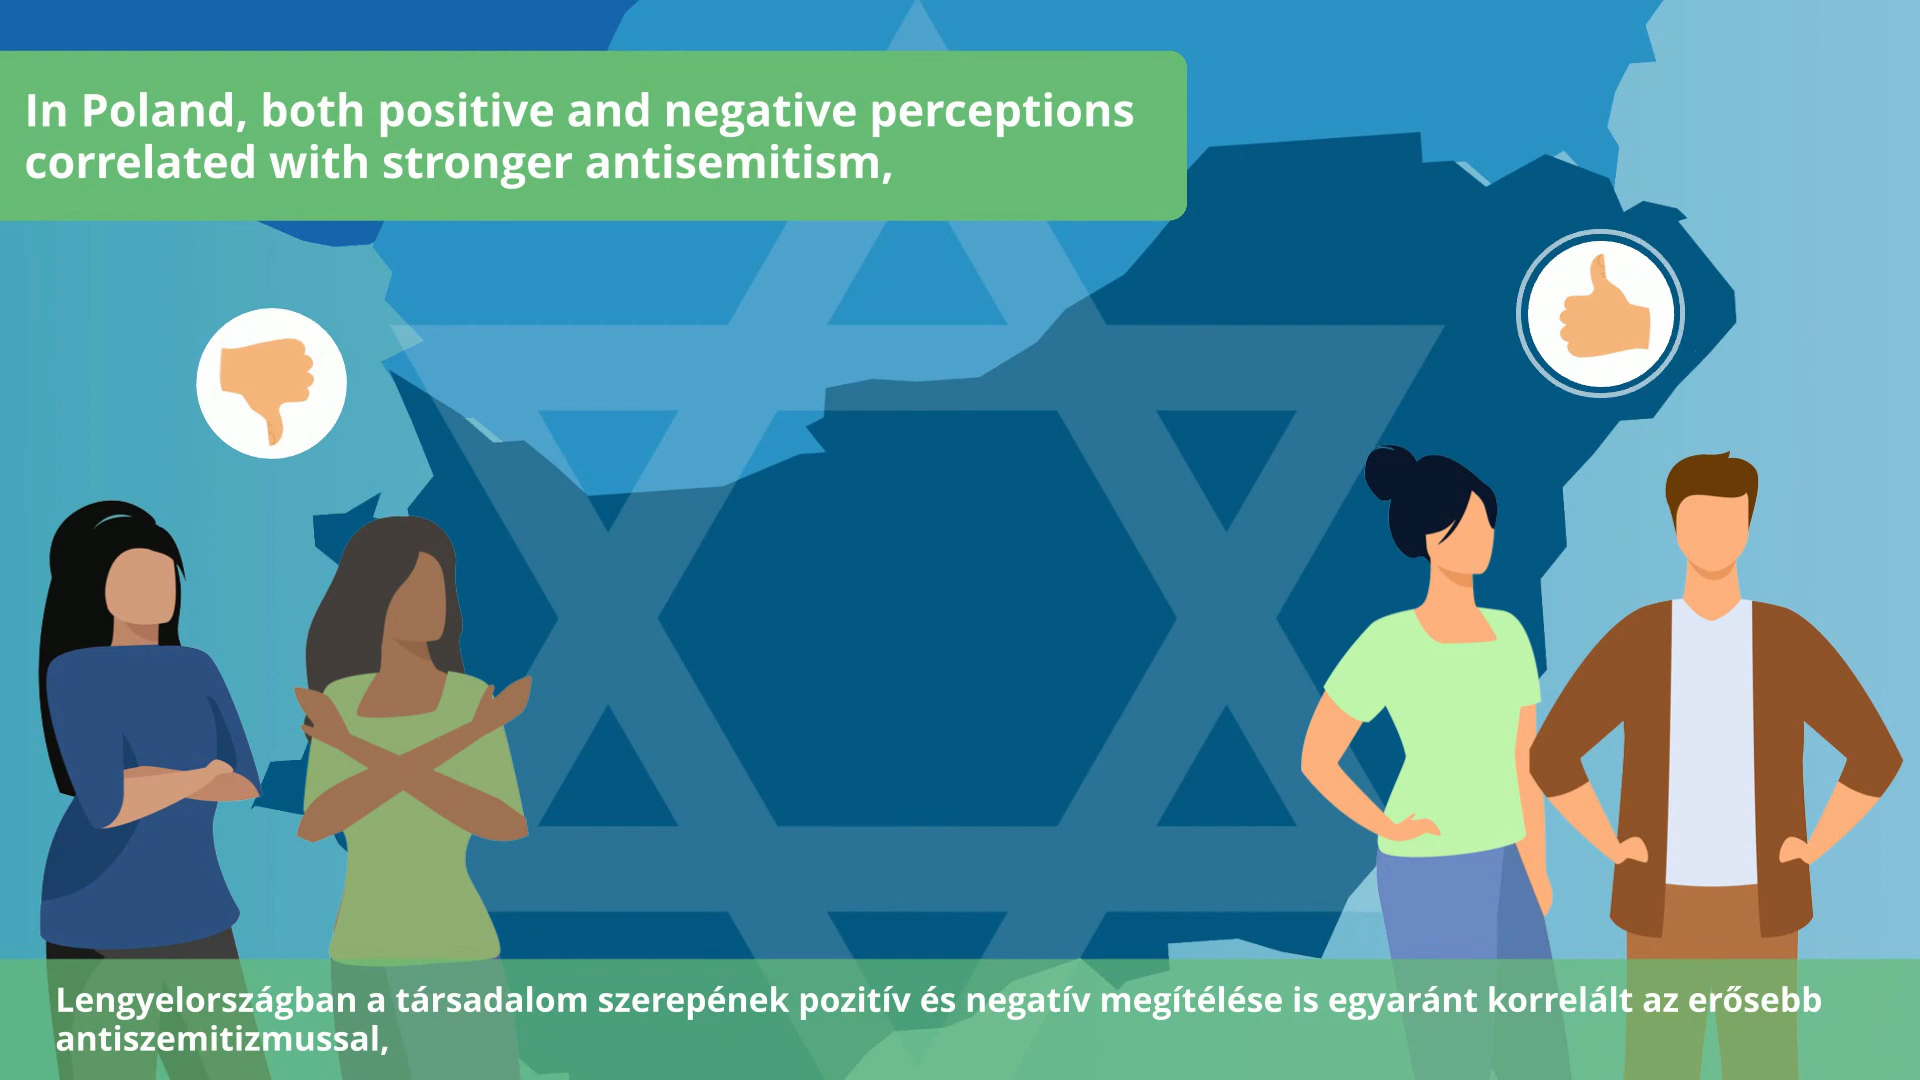 In Poland, both positive and negative perceptions
correlated with stronger antisemitism,
Lengyelországban a társadalom szerepének pozitív és negatív megítélése is egyaránt korrelált az erősebb
antiszemitizmussal,